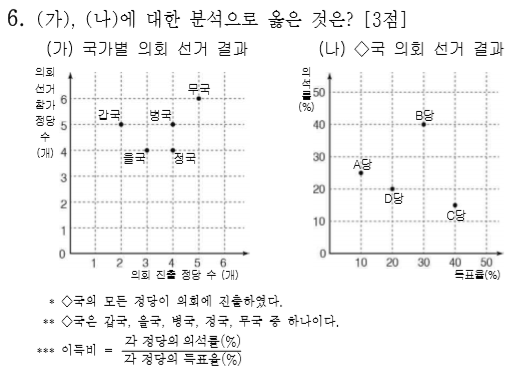 6. (가), (나)에 대한 분석으로 옳은 것은? [3점]
(가) 국가별 의회 선거 결과
(나) ◇국 의회 선거 결과
의회
선거
참가
정당
수
(개)
6
5
4
3
2
1
0
무국
갑국
병국
을국
정국
1 2 3 4 5 6
의회 진출 정당 수 (개)
의
석
률
(%)
50
40
30
20
10
0
B당
A당
D당
C당
10 20 30 40 50
득표율(%)
* ◇국의 모든 정당이 의회에 진출하였다.
** ◇국은 갑국, 을국, 병국, 정국, 무국 중 하나이다.
*** 이득비 = 각 정당의 의석률(%)
각 정당의 득표율(%)